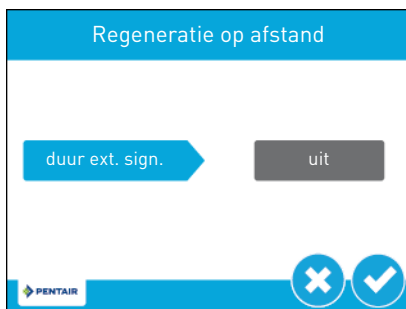 Regeneratie op afstand
duur ext. sign.
uit
PENTAIR